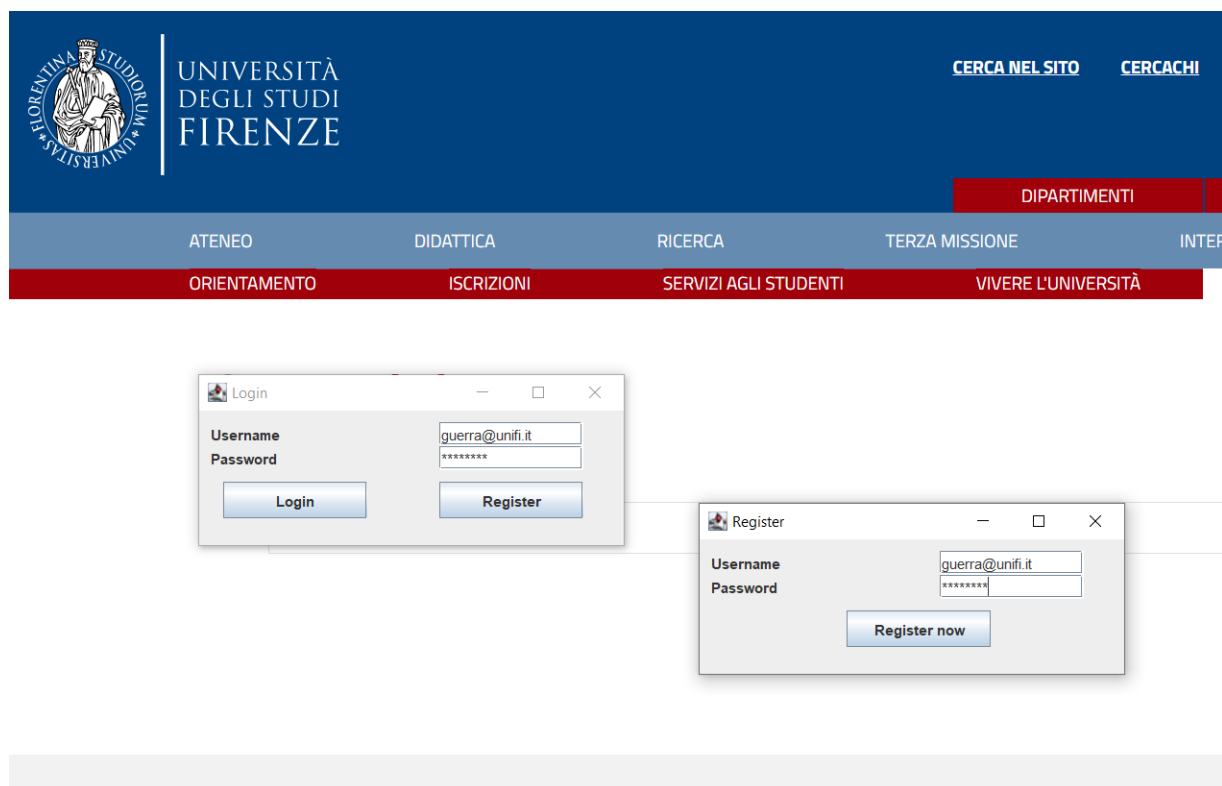 FLORENTINA STUDIORUM UNIVERSITAS
UNIVERSITÀ
DEGLI STUDI
FIRENZE
CERCA NEL SITO CERCACHI
DIPARTIMENTI
ATENEO DIDATTICA RICERCA TERZA MISSIONE
ORIENTAMENTO ISCRIZIONI SERVIZI AGLI STUDENTI VIVERE L'UNIVERSITÀ
Login
Username guerra@unifi.it
Password ********
Login Register
Register
Username guerra@unifi.it
Password ********
Register now